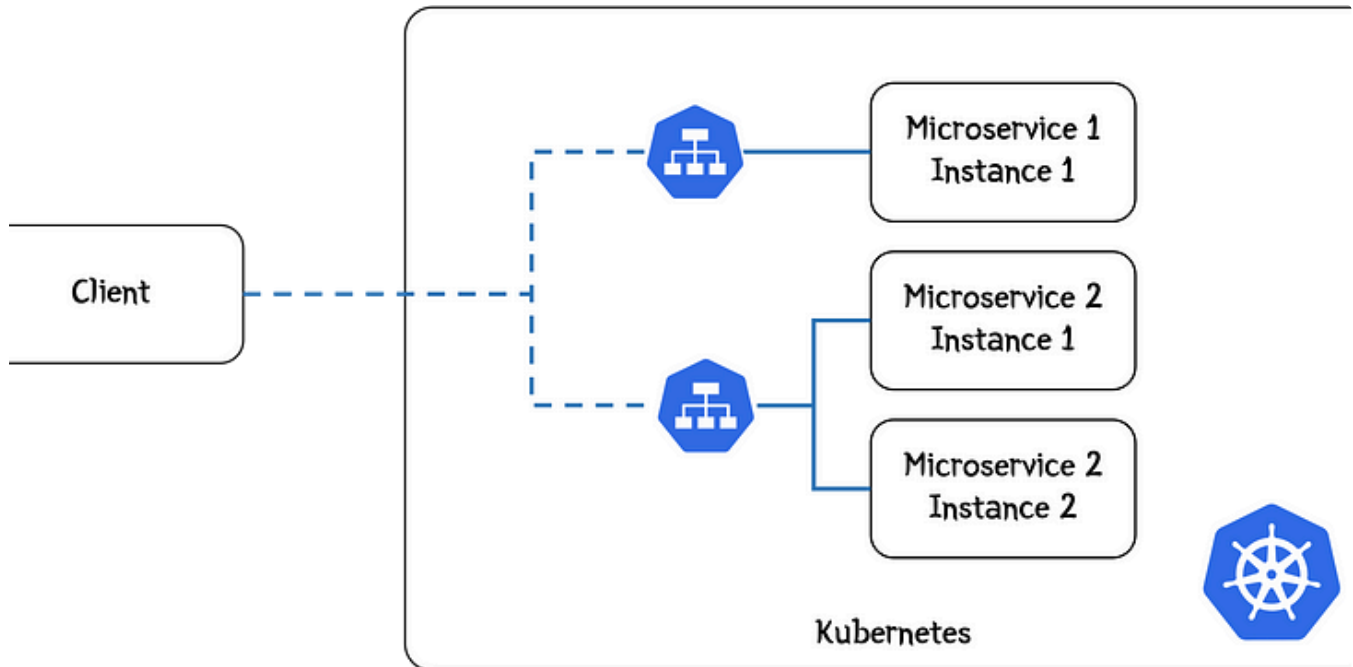 Microservice 1
Instance 1
Client
Microservice 2
Instance 1
Microservice 2
Instance 2
Kubernetes